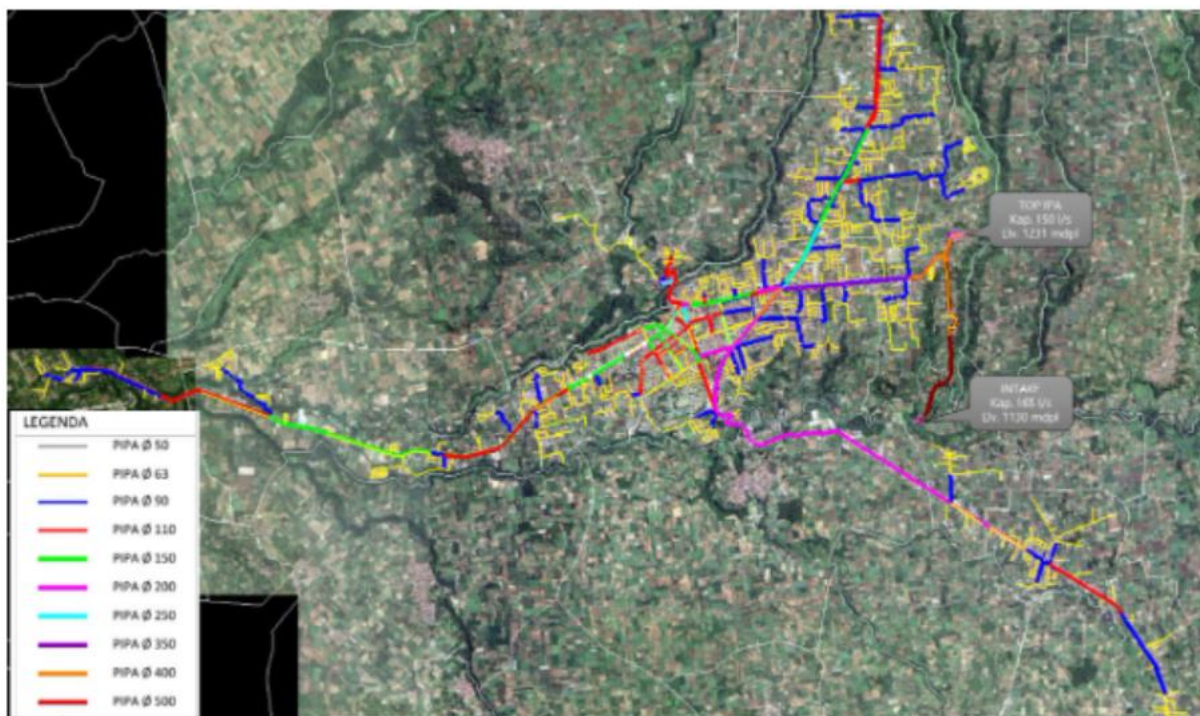 TOP IPA
Kap. 150 l/s
Elv. 1231 mdpl
INTAKE
Kap. l/s
Elv. 1130 mdpl
LEGENDA
PIPA Ø 50
PIPA Ø 63
PIPA Ø 90
PIPA Ø 110
PIPA Ø 150
PIPA Ø 200
PIPA Ø 250
PIPA Ø 350
PIPA Ø 400
PIPA Ø 500